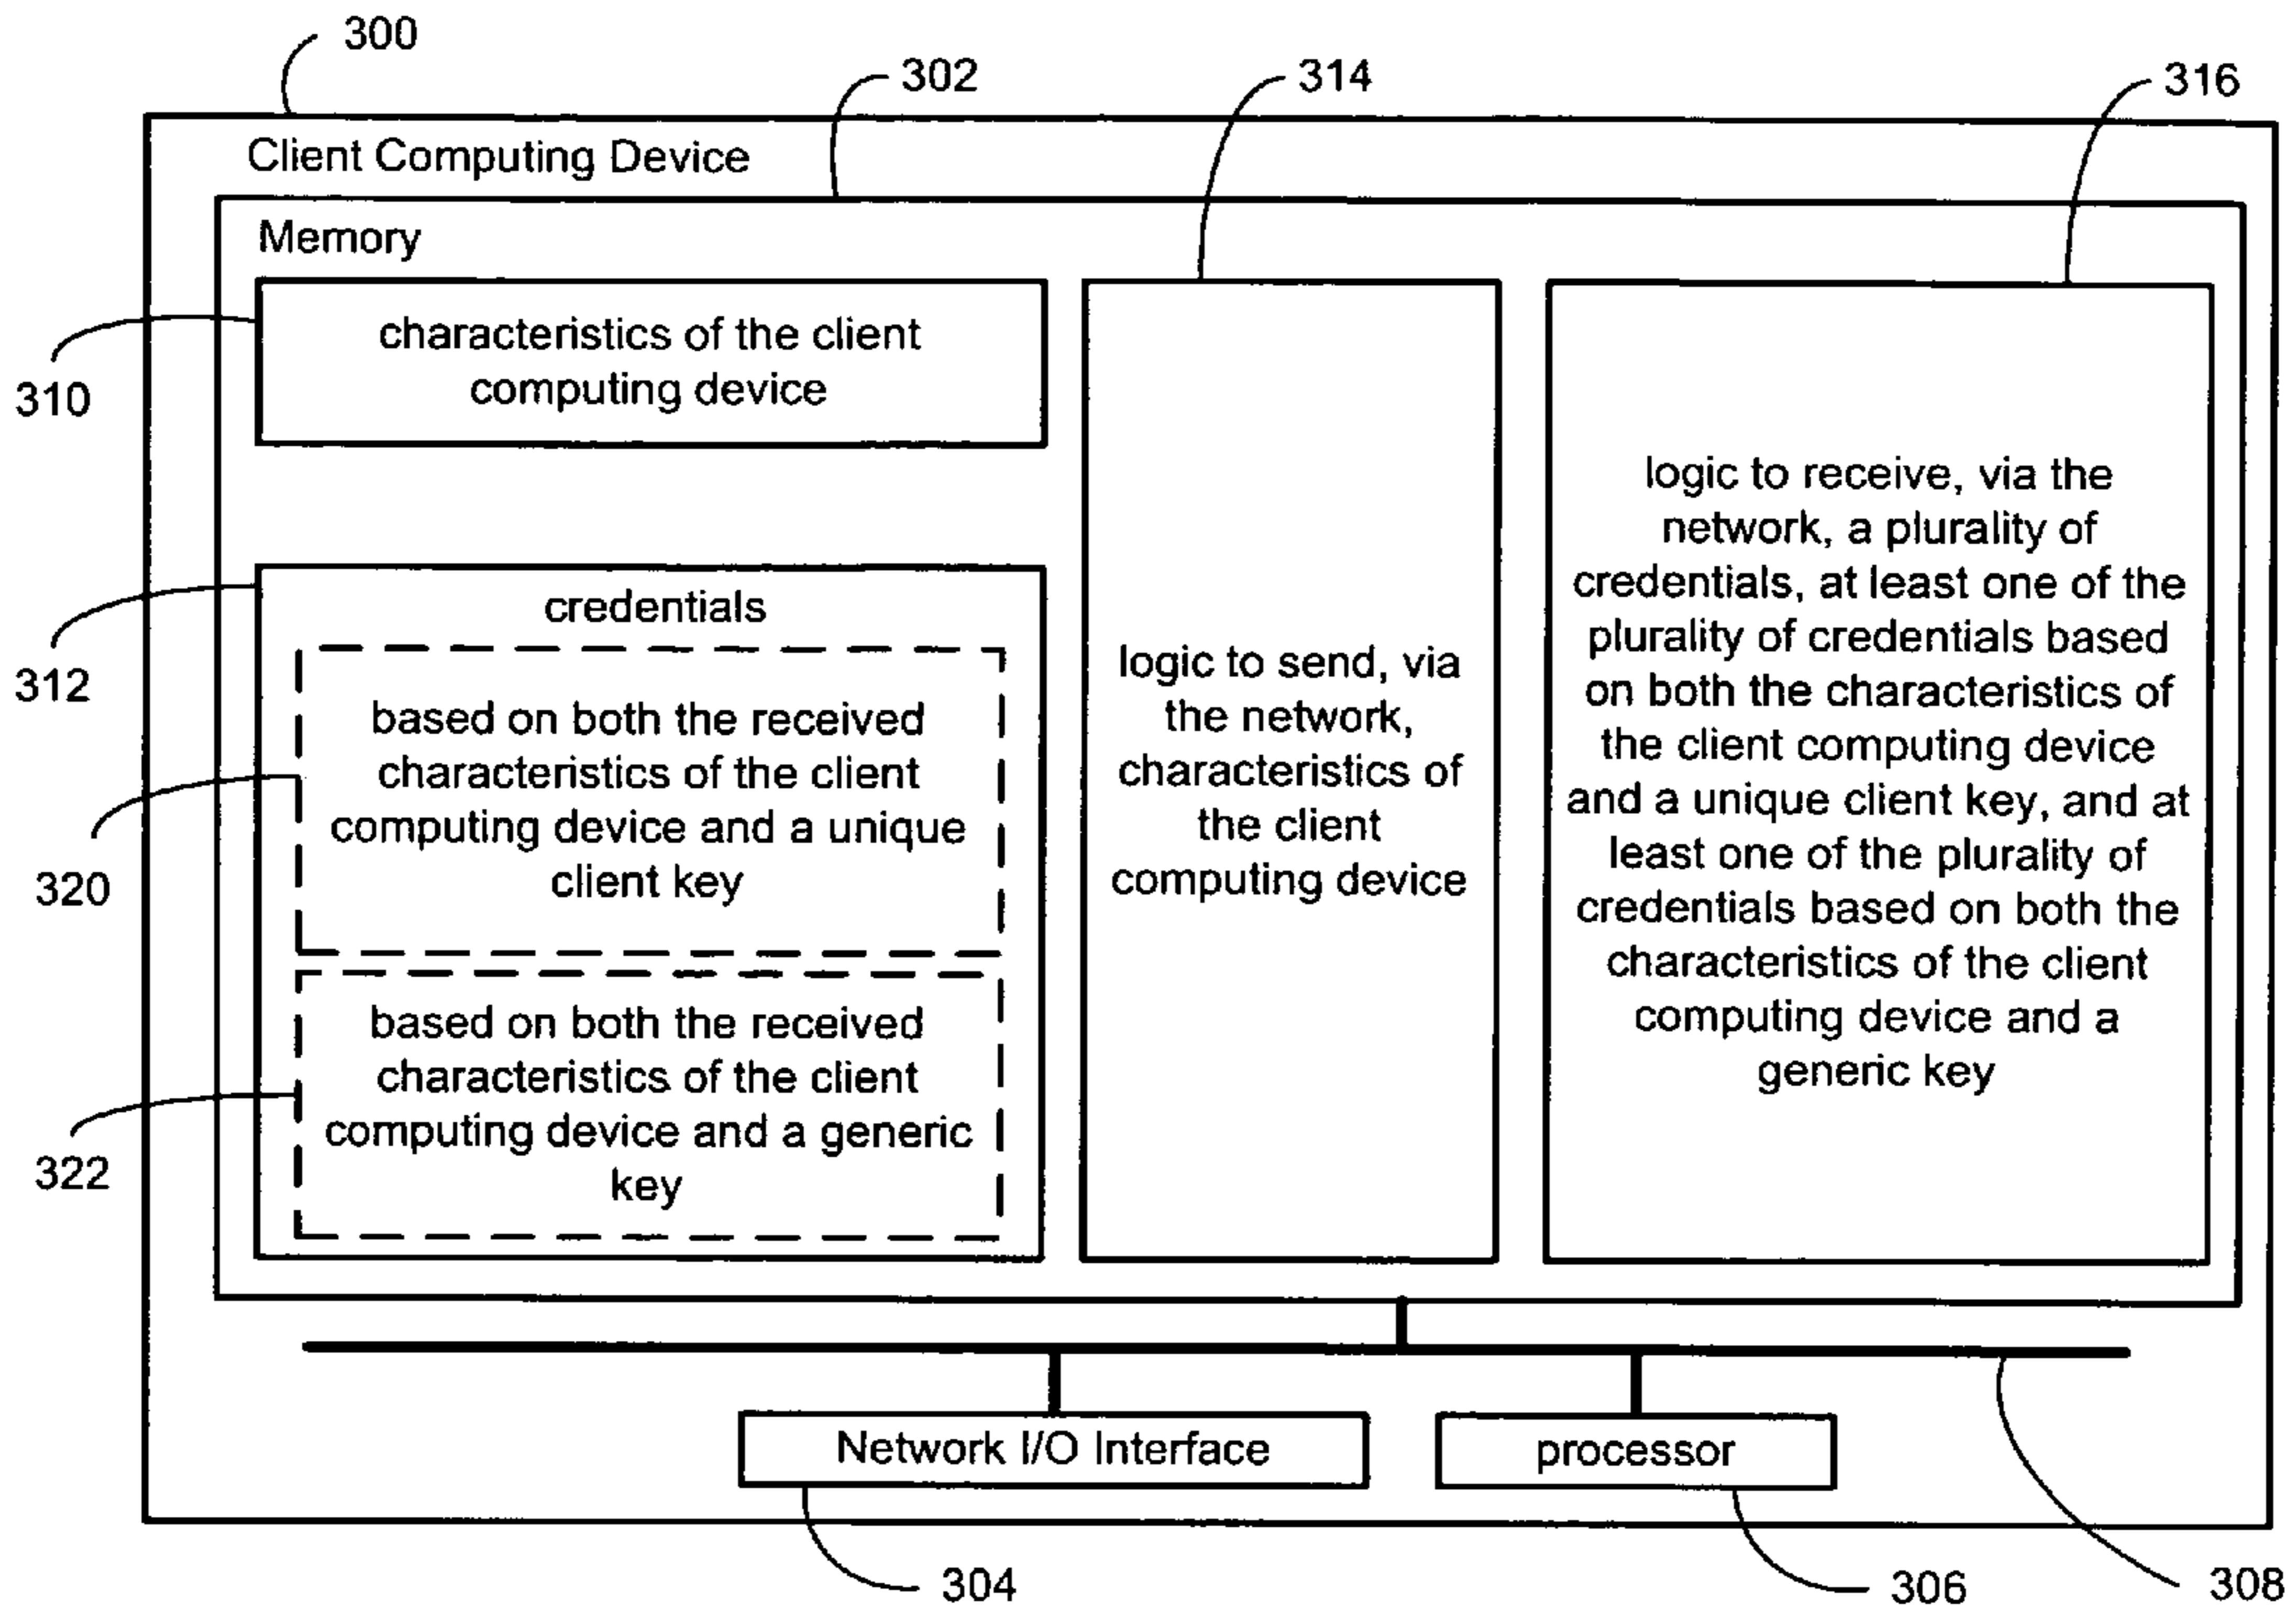 300
302
314
316
Client Computing Device
Memory
characteristics of the client
computing device
310
credentials
312
based on both the received
characteristics of the client
computing device and a unique
client key
320
based on both the received
characteristics of the client
computing device and a generic
key
322
logic to send, via
the network,
characteristics of
the client
computing device
logic to receive, via the
network, a plurality of
credentials, at least one of the
plurality of credentials based
on both the characteristics of
the client computing device
and a unique client key, and at
least one of the plurality of
credentials based on both the
characteristics of the client
computing device and a
generic key
Network I/O Interface
processor
304
306
308